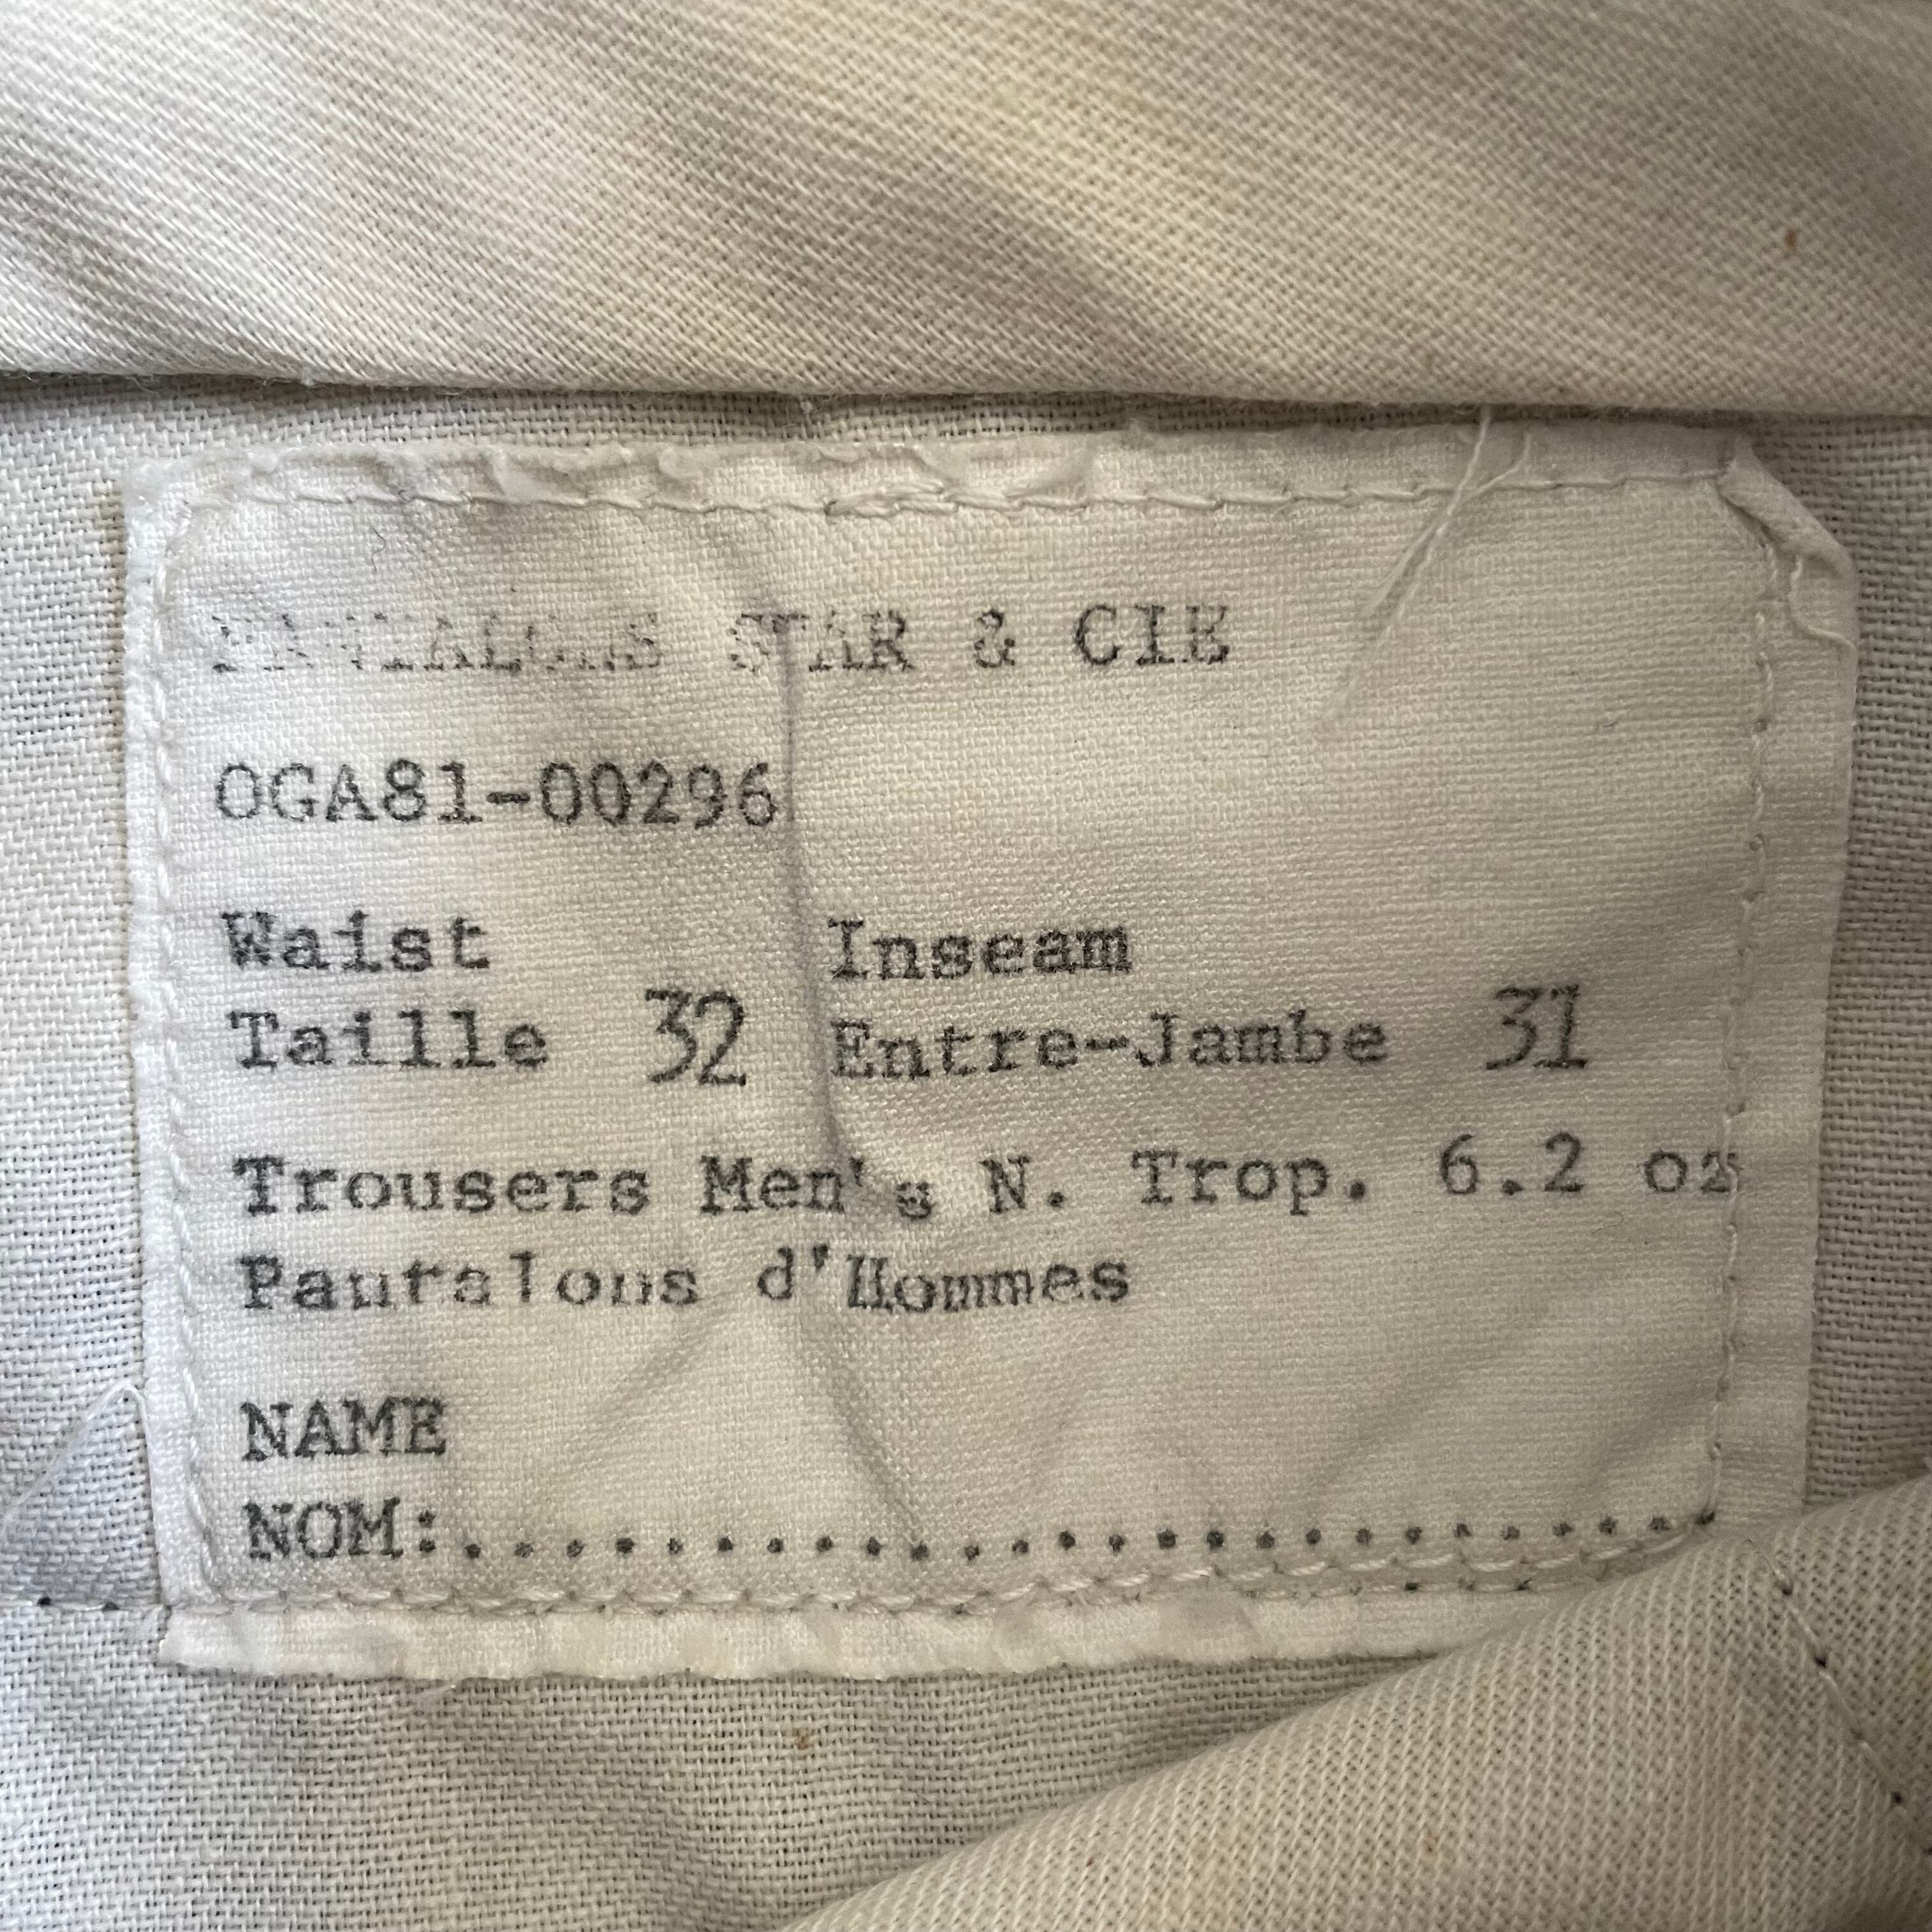 PANTALONS STAR & CIE
OGA81-00296
Waist Inseam
Taille 32 Entre-Jambe 31
Trousers Men's N. Trop. 6.2 oz
Pantalons d'Hommes
NAME
NOM:..........................